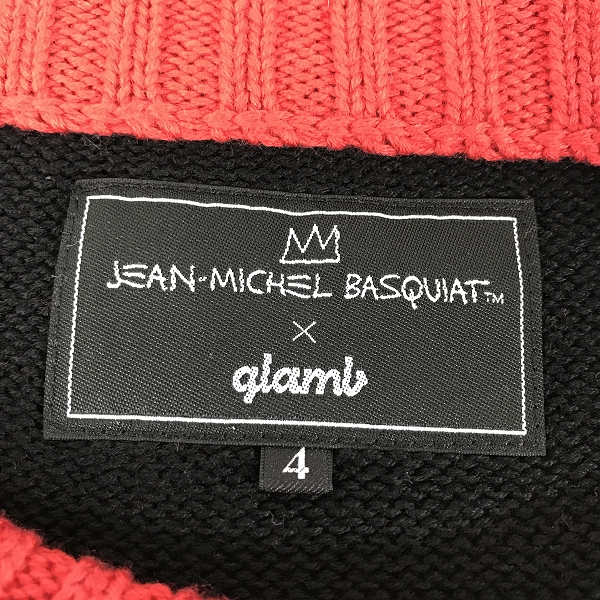 JEAN-MICHEL BASQUIAT™
×
glamb
4